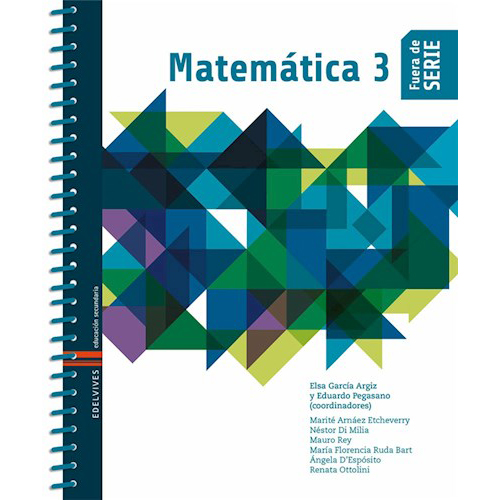 Matemática 3
Fuera de
SERIE
Elsa García Argiz
y Eduardo Pegasano
(coordinadores)
Marité Arnáez Etcheverry
Néstor Di Milia
Mauro Rey
María Florencia Ruda Bart
Ángela D'Espósito
Renata Ottolini
educación secundaria
EDELVIVES